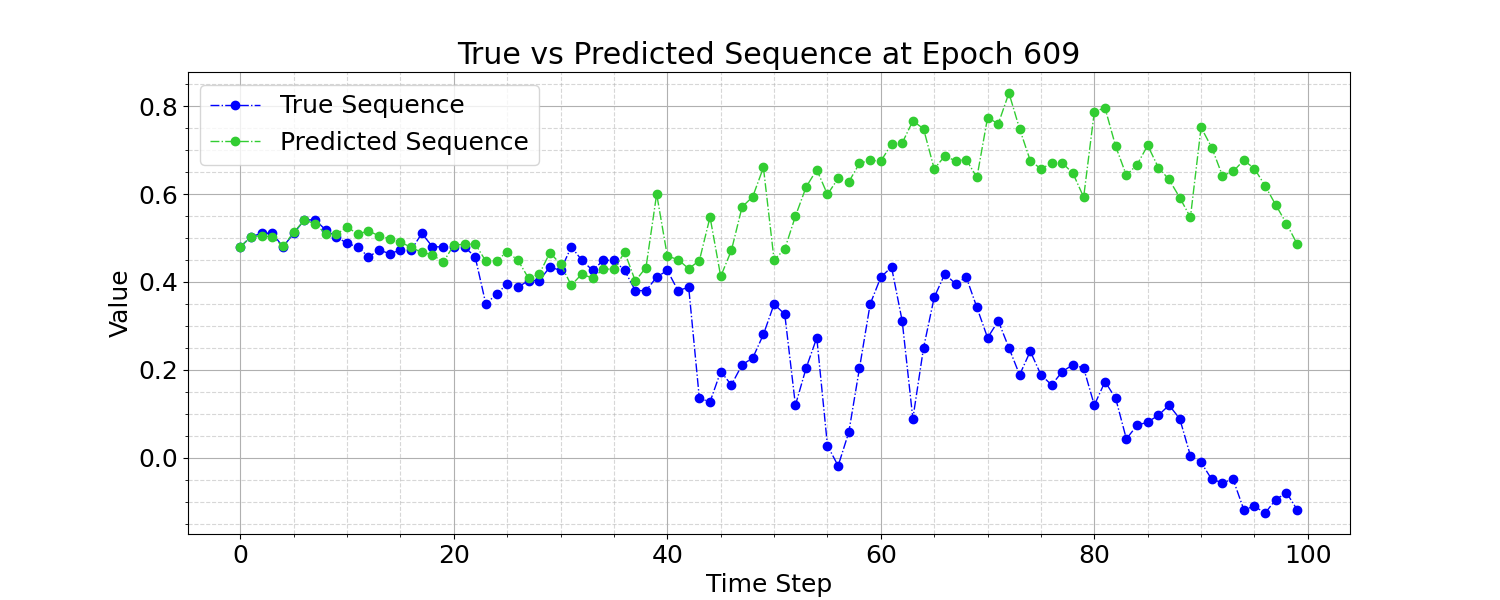 True vs Predicted Sequence at Epoch 609
True Sequence
Predicted Sequence
Value
0.8
0.6
0.4
0.2
0.0
0 20 40 60 80 100
Time Step